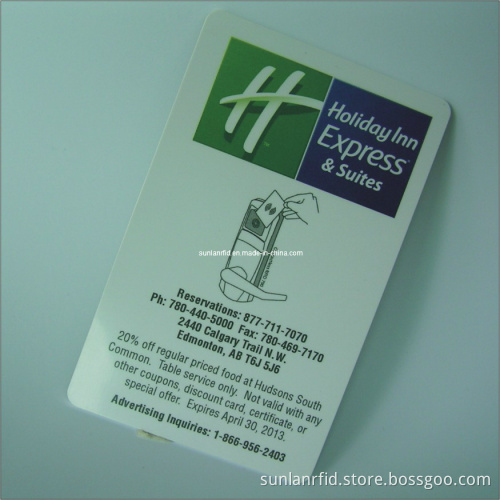 H
Holiday Inn
Express
& Suites
sunlanrfid.en.made-in-china.com
Reservations: 877-711-7070
Ph: 780-440-5000 Fax: 780-469-7170
2440 Calgary Trail N.W.
Edmonton, AB T6J 5J6
20% off regular priced food at Hudsons South
Common. Table service only. Not valid with any
other coupons, discount card, certificate, or
special offer. Expires April 30, 2013.
Advertising Inquiries: 1-866-956-2403
sunlanrfid.store.bossgoo.com